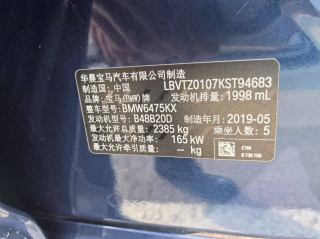 华晨宝马汽车有限公司制造
制造国：中国 LBVTZ0107KST94683
品牌：宝马(BMW)牌 发动机排量：1998 mL
整车型号：BMW6475KX
发动机型号：B48B20D 制造年月：2019-05
最大允许总质量：2385 kg 乘坐人数：5
发动机最大净功率：165 kW
最大允许牵引质量：-- kg
CHN